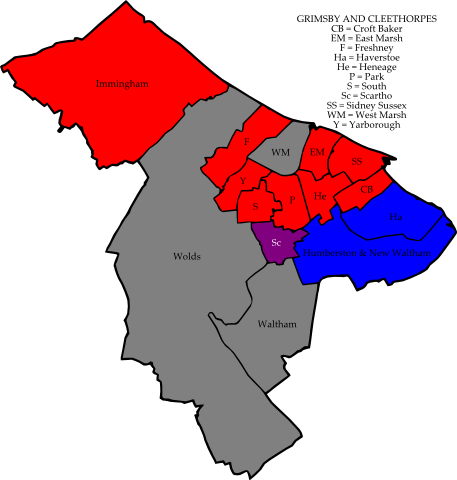 GRIMSBY AND CLEETHORPES
CB = Croft Baker
EM = East Marsh
F = Freshney
Ha = Haverstoe
He = Heneage
P = Park
S = South
Sc = Scartho
SS = Sidney Sussex
WM = West Marsh
Y = Yarborough
Immingham
F
WM
EM
SS
Y
S
P
He
CB
Ha
Sc
Wolds
Humberston & New Waltham
Waltham